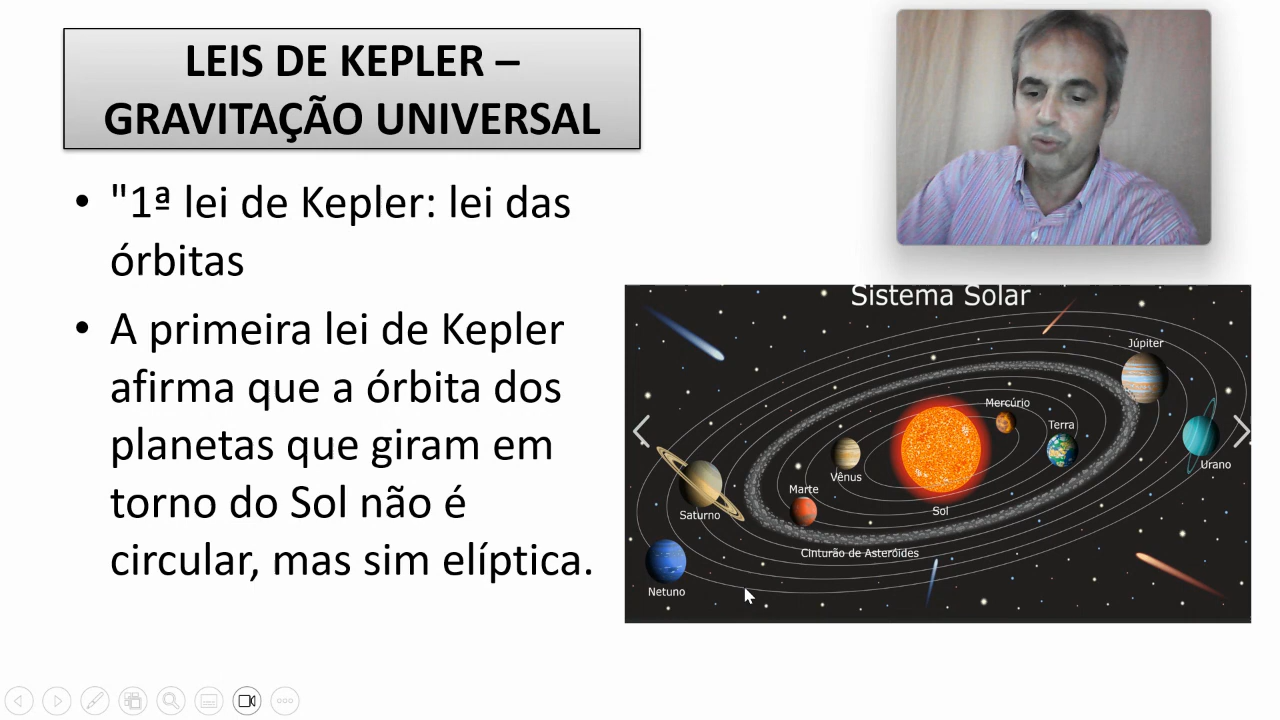 LEIS DE KEPLER –
GRAVITAÇÃO UNIVERSAL
• "1ª lei de Kepler: lei das
órbitas
• A primeira lei de Kepler
afirma que a órbita dos
planetas que giram em
torno do Sol não é
circular, mas sim elíptica.
Sistema Solar
Júpiter
Mercúrio
Terra
Urano
Vênus
Marte
Sol
Saturno
Cinturão de Asteróides
Netuno